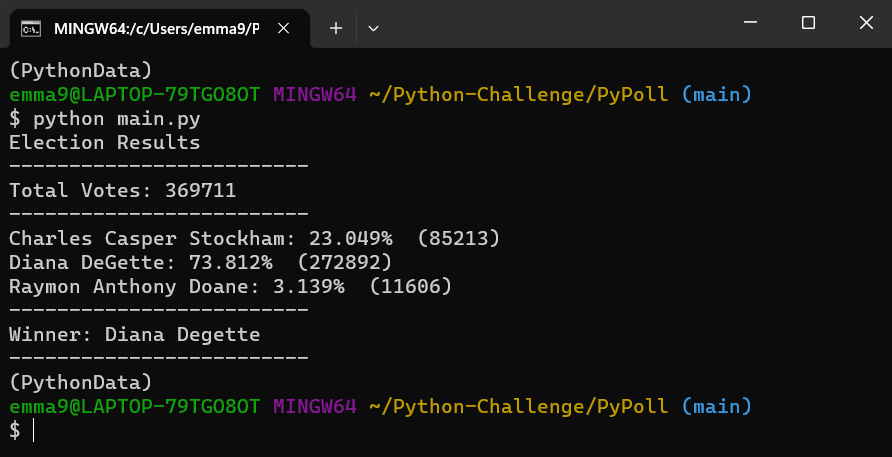 MINGW64:/c/Users/emma9/P
(PythonData)
emma9@LAPTOP-79TGO8OT MINGW64 ~/Python-Challenge/PyPoll (main)
$ python main.py
Election Results
-------------------------
Total Votes: 369711
-------------------------
Charles Casper Stockham: 23.049%  (85213)
Diana DeGette: 73.812%  (272892)
Raymon Anthony Doane: 3.139%  (11606)
-------------------------
Winner: Diana Degette
-------------------------
(PythonData)
emma9@LAPTOP-79TGO8OT MINGW64 ~/Python-Challenge/PyPoll (main)
$